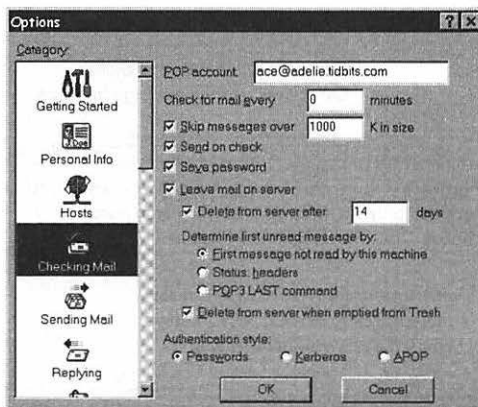 Options
Category:
Getting Started
Personal Info
Hosts
Checking Mail
Sending Mail
Replying
POP account: ace@adelie.tidbits.com
Check for mail every 0 minutes
Skip messages over 1000 K in size
Send on check
Save password
Leave mail on server
Delete from server after 14 days
Determine first unread message by:
First message not read by this machine
Status: headers
POP3 LAST command
Delete from server when emptied from Trash
Authentication style:
Passwords Kerberos APOP
OK Cancel